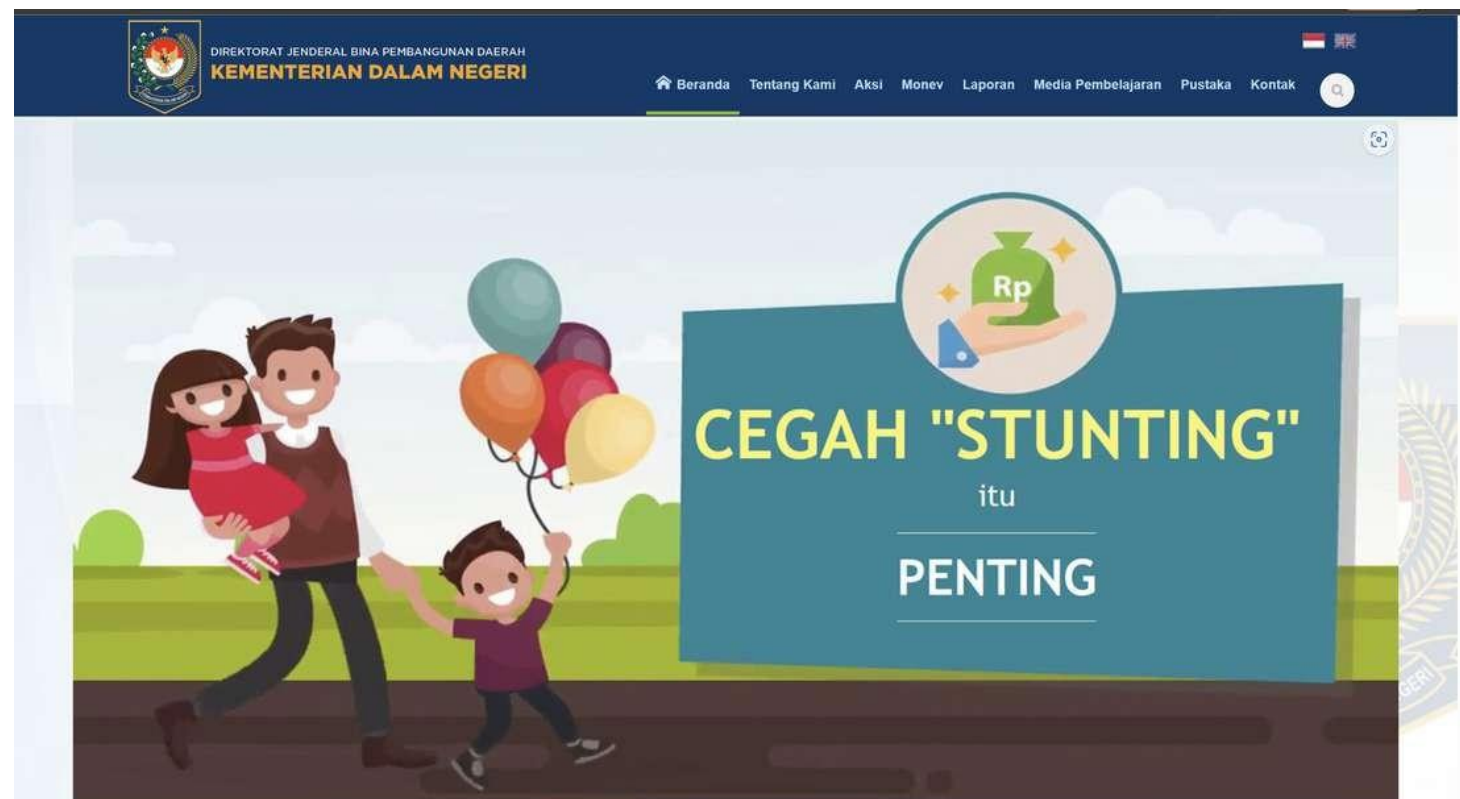 DIREKTORAT JENDERAL BINA PEMBANGUNAN DAERAH
KEMENTERIAN DALAM NEGERI
Beranda Tentang Kami Aksi Monev Laporan Media Pembelajaran Pustaka Kontak
Rp
CEGAH "STUNTING"
itu
PENTING
GERI